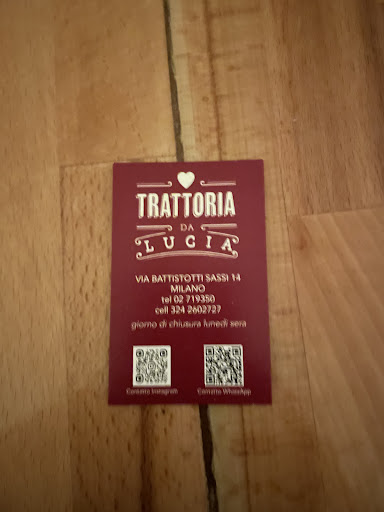 TRATTORIA
DA
LUCIA
VIA BATTISTOTTI SASSI 14
MILANO
tel 02 719350
cell 324 2602727
giorno di chiusura lunedì sera
Contatto Instagram Contatto WhatsApp